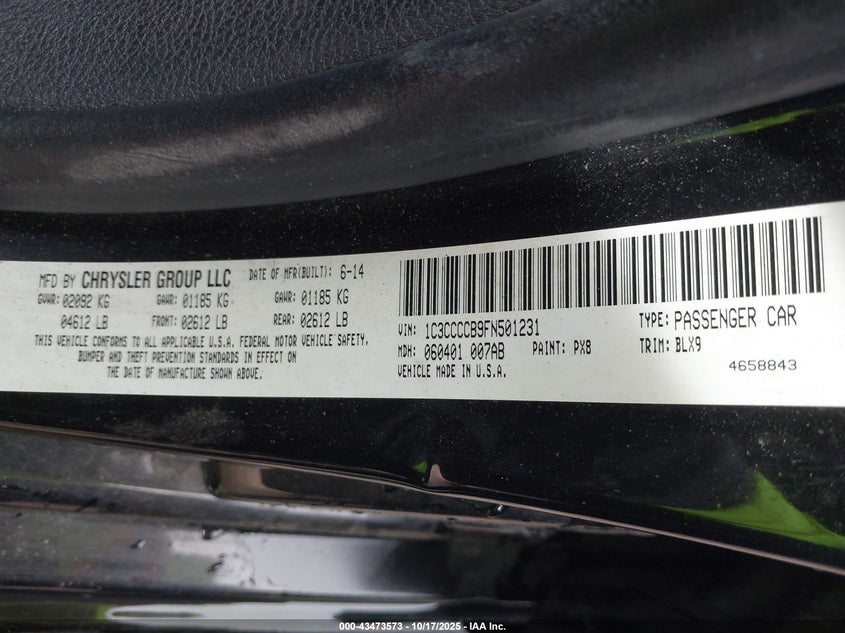 MFD BY CHRYSLER GROUP LLC DATE OF MFR(BUILT): 6-14
GVWR: 02092 KG GAWR: 01185 KG GAWR: 01185 KG
04612 LB FRONT: 02612 LB REAR: 02612 LB
THIS VEHICLE CONFORMS TO ALL APPLICABLE U.S.A. FEDERAL MOTOR VEHICLE SAFETY,
BUMPER AND THEFT PREVENTION STANDARDS IN EFFECT ON
THE DATE OF MANUFACTURE SHOWN ABOVE.
VIN: 1C3CCCCB9FN501231 TYPE: PASSENGER CAR
MDH: 060401 007AB PAINT: PX8 TRIM: BLX9
VEHICLE MADE IN U.S.A. 4658843
000-43473573 | 10/17/2025 | IAA Inc.